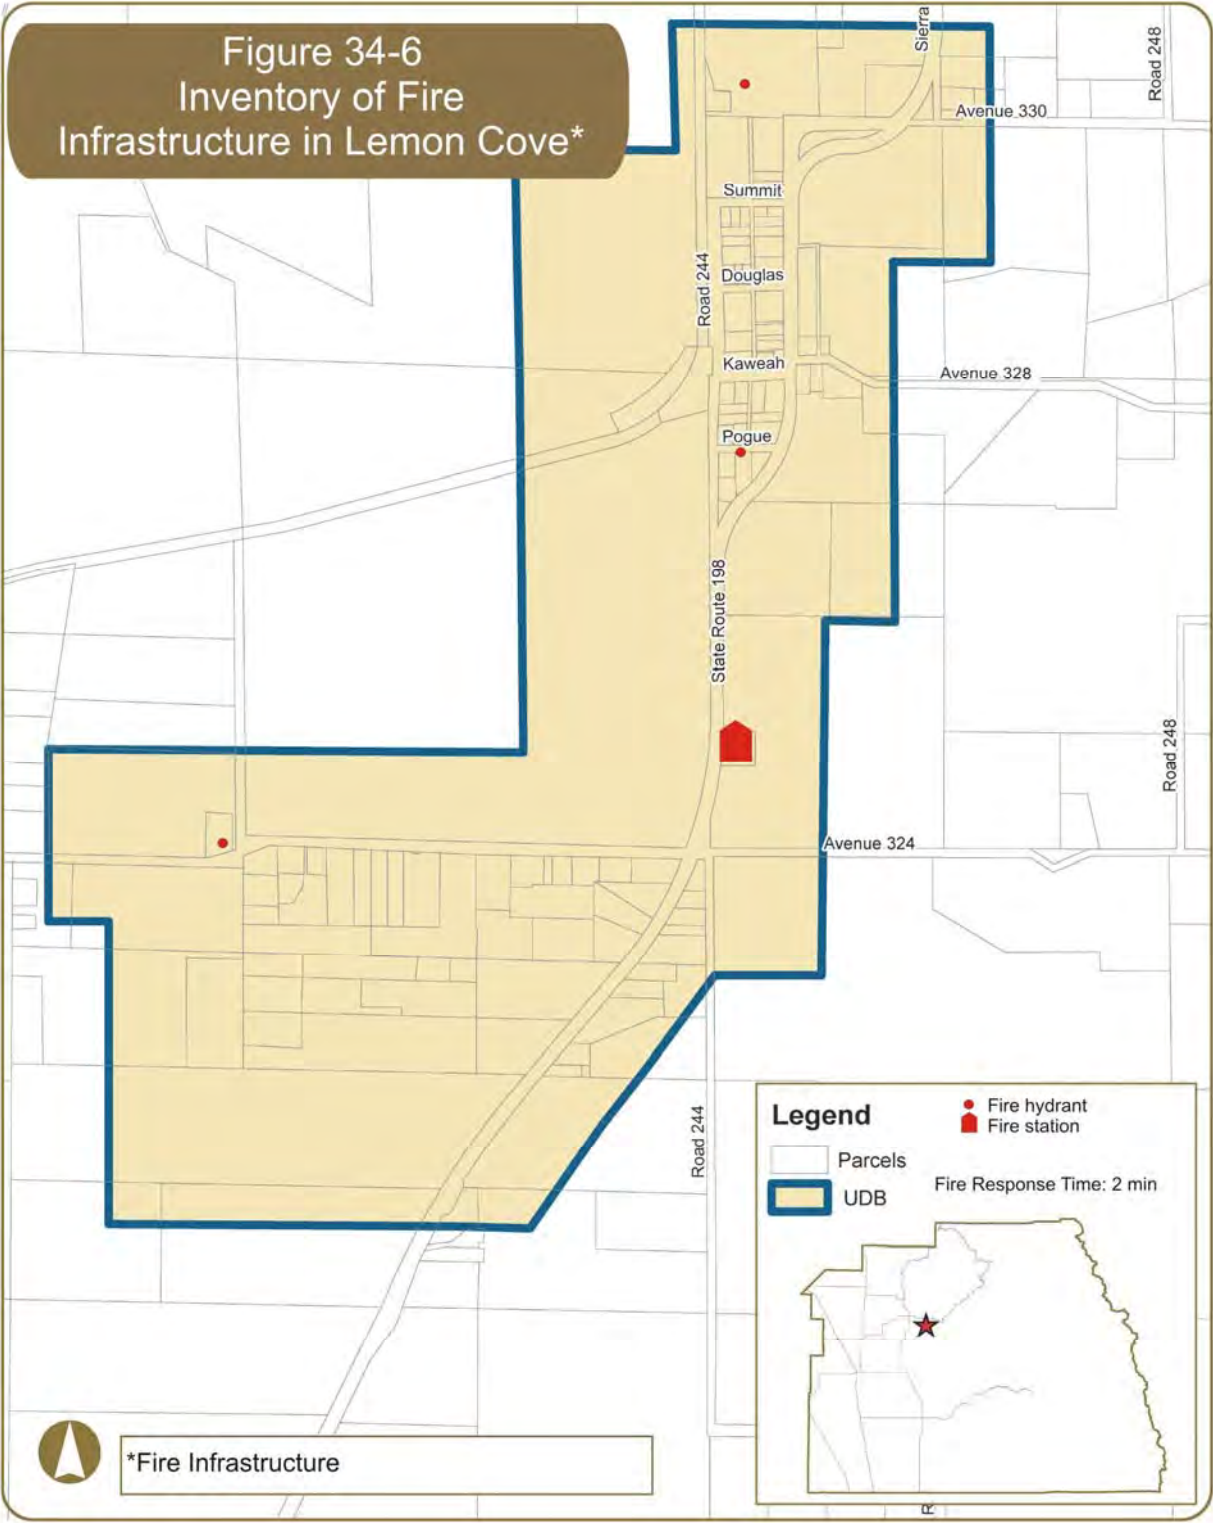 Figure 34-6
Inventory of Fire
Infrastructure in Lemon Cove*
Sierra
Road 248
Avenue 330
Summit
Road 244
Douglas
Kaweah
Avenue 328
Pogue
State Route 198
Road 248
Avenue 324
Road 244
Legend
Fire hydrant
Fire station
Parcels
UDB
Fire Response Time: 2 min
*Fire Infrastructure
R